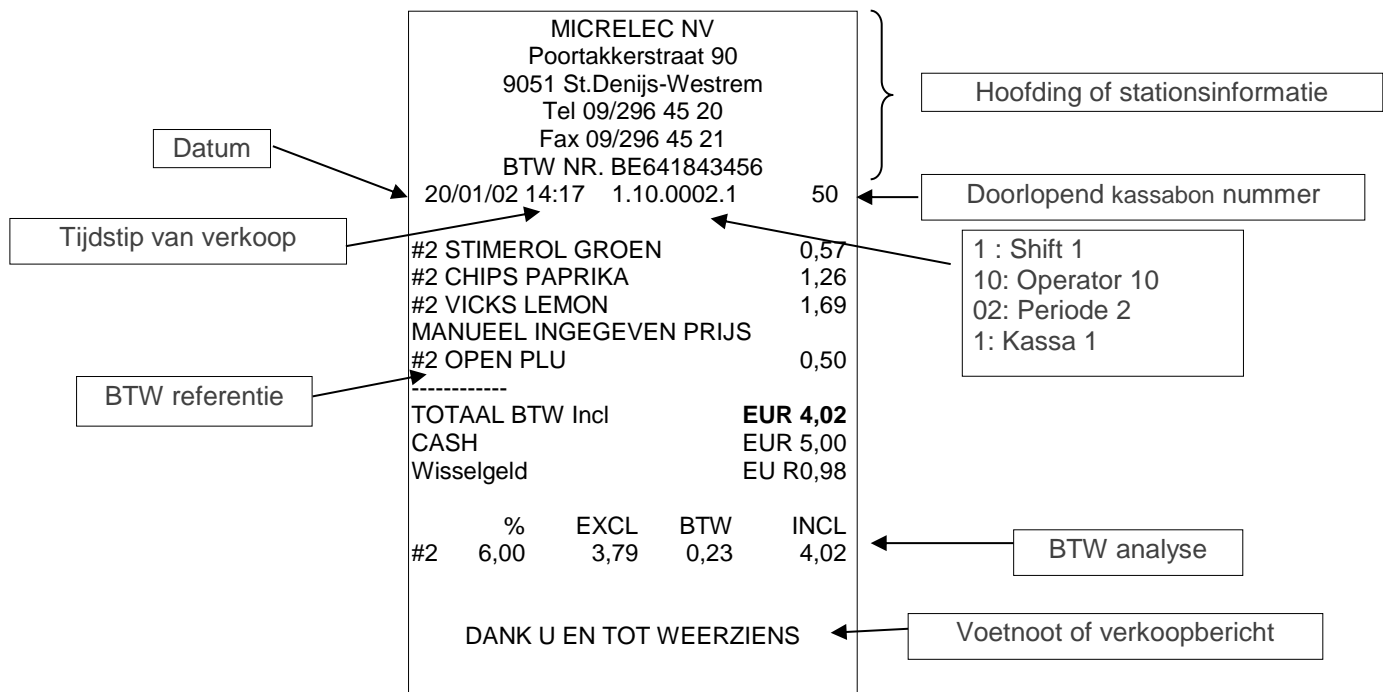 MICRELEC NV
Poortakkerstraat 90
9051 St.Denijs-Westrem
Tel 09/296 45 20
Fax 09/296 45 21
BTW NR. BE641843456
Hoofding of stationsinformatie
Datum
20/01/02 14:17 1.10.0002.1 50
Doorlopend kassabon nummer
Tijdstip van verkoop
#2 STIMEROL GROEN 0,57
#2 CHIPS PAPRIKA 1,26
#2 VICKS LEMON 1,69
MANUEEL INGEGEVEN PRIJS
#2 OPEN PLU 0,50
------------
1 : Shift 1
10: Operator 10
02: Periode 2
1: Kassa 1
BTW referentie
TOTAAL BTW Incl EUR 4,02
CASH EUR 5,00
Wisselgeld EU R0,98
% EXCL BTW INCL
#2 6,00 3,79 0,23 4,02
BTW analyse
DANK U EN TOT WEERZIENS
Voetnoot of verkoopbericht